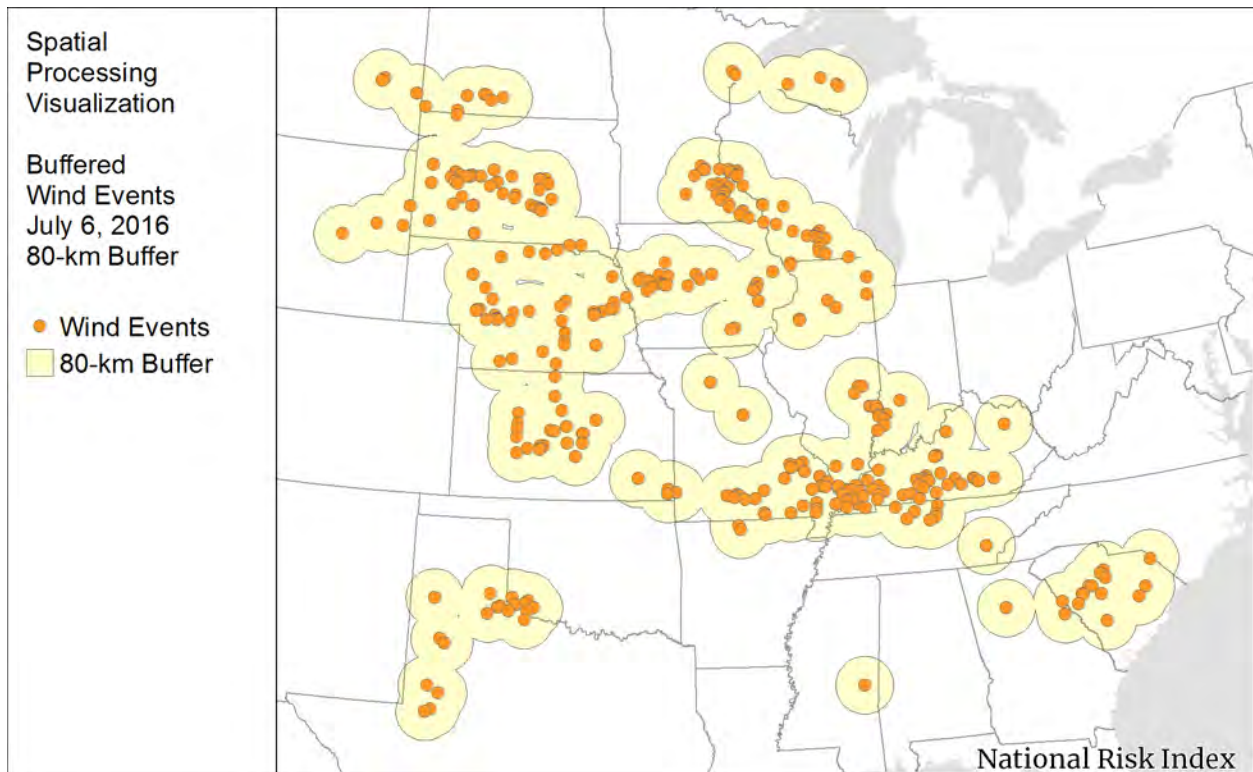 Spatial
Processing
Visualization
Buffered
Wind Events
July 6, 2016
80-km Buffer
Wind Events
80-km Buffer
National Risk Index